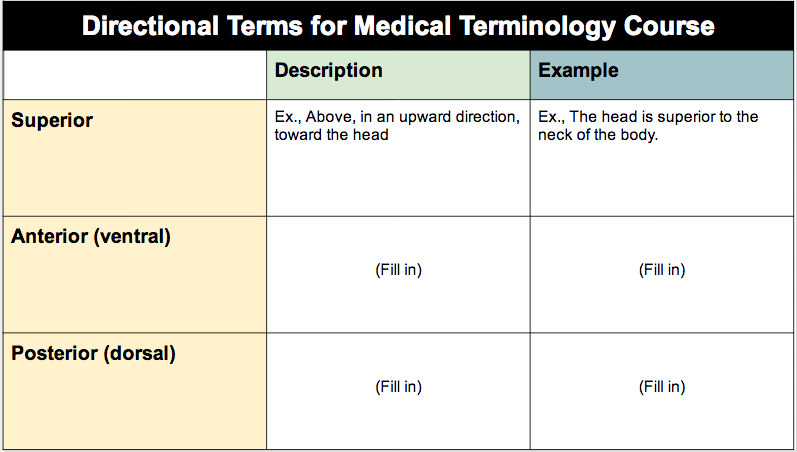 Directional Terms for Medical Terminology Course
Description
Example
Superior
Ex., Above, in an upward direction,
toward the head
Ex., The head is superior to the
neck of the body.
Anterior (ventral)
(Fill in)
(Fill in)
Posterior (dorsal)
(Fill in)
(Fill in)